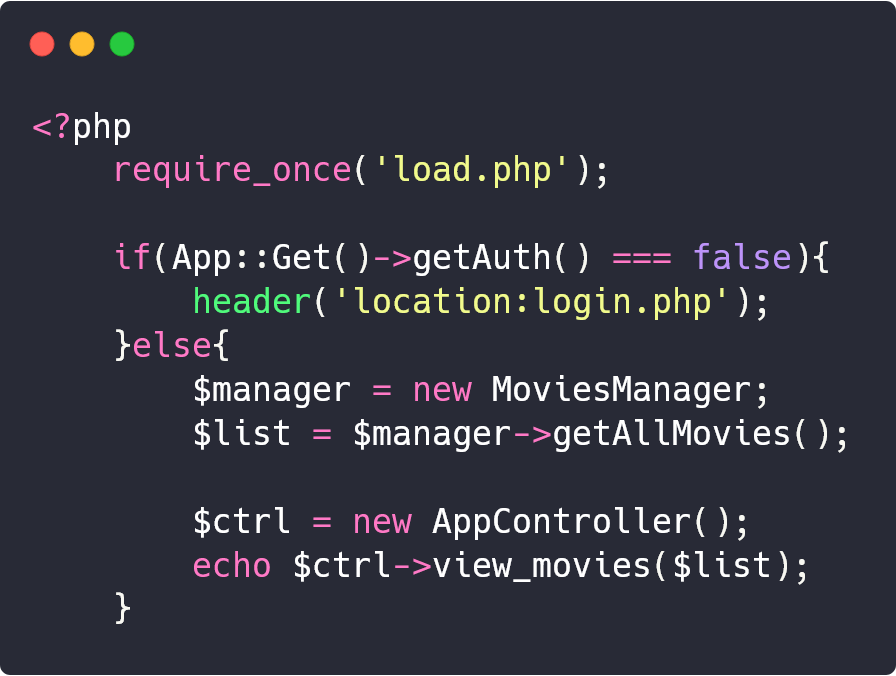 <?php
    require_once('load.php');

    if(App::Get()->getAuth() === false){
        header('location:login.php');
    }else{
        $manager = new MoviesManager;
        $list = $manager->getAllMovies();

        $ctrl = new AppController();
        echo $ctrl->view_movies($list);
    }